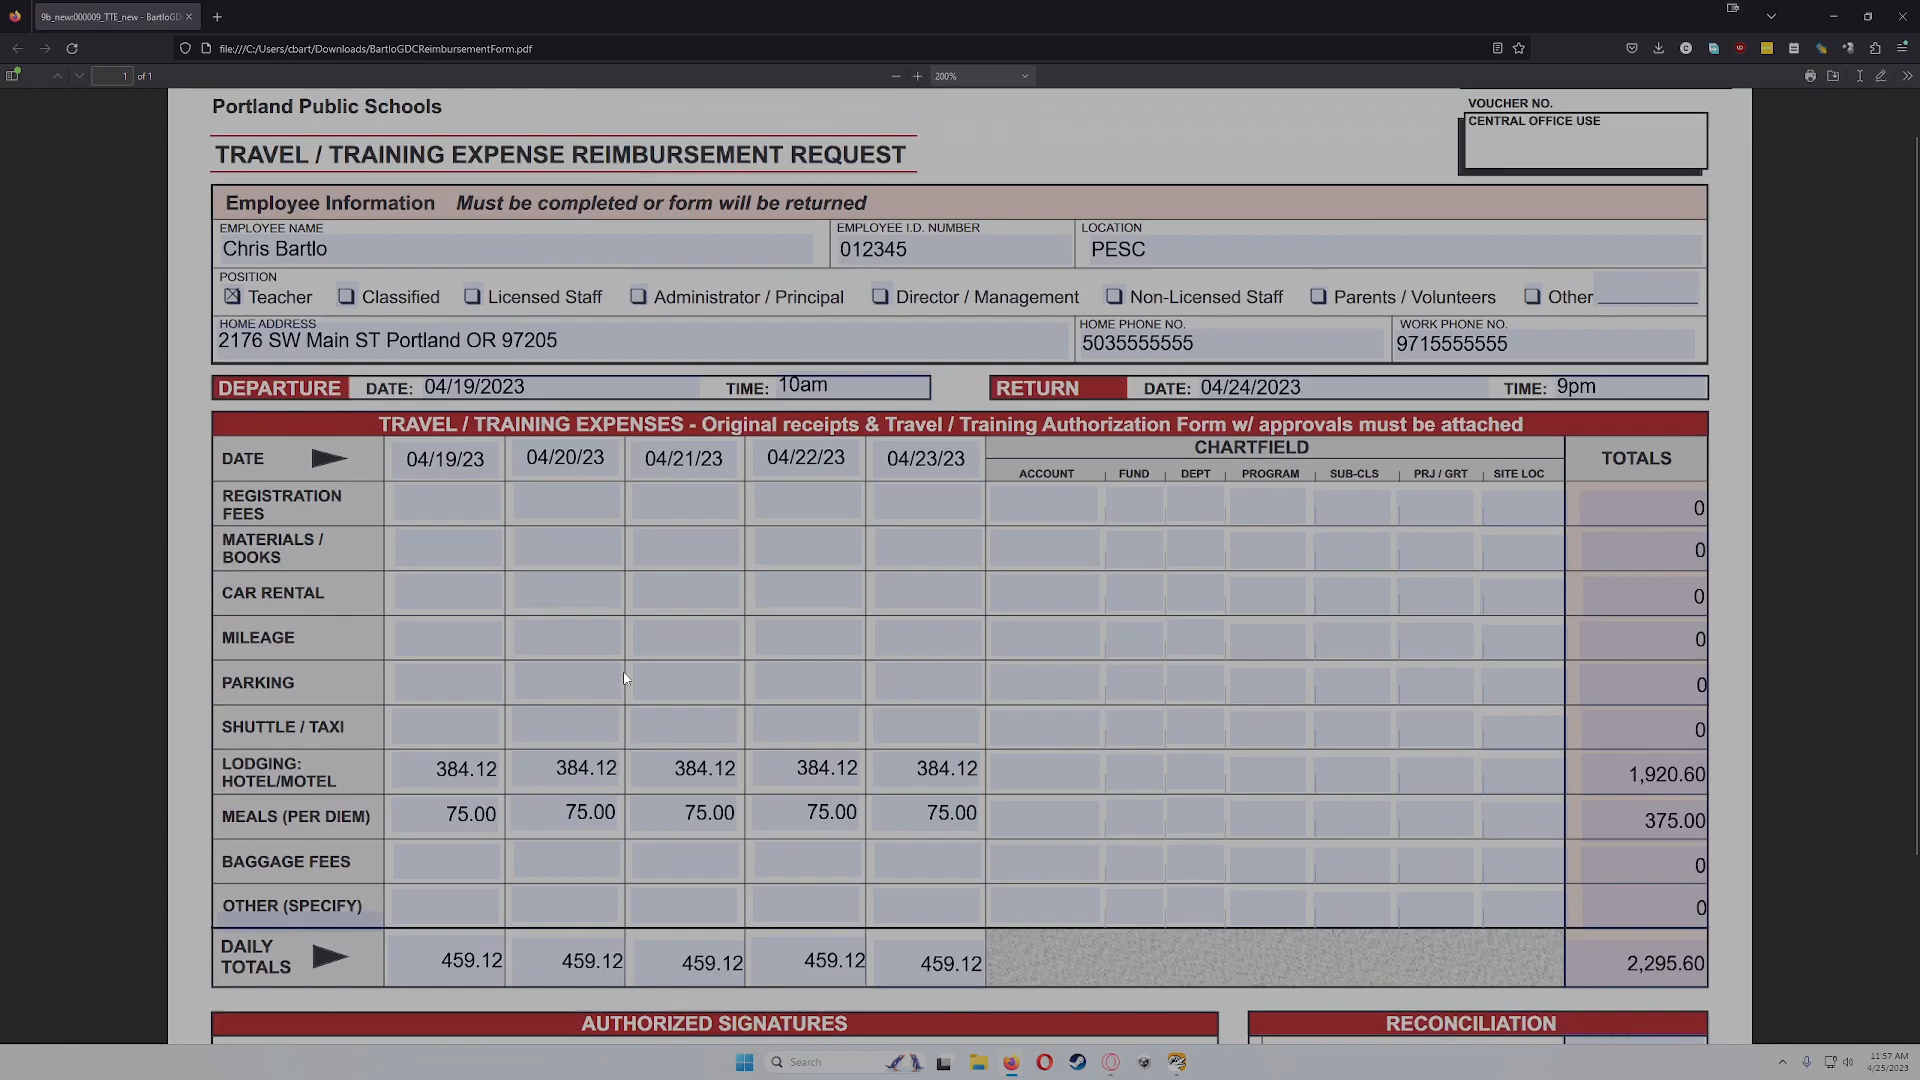 9b_new:000009_TTE_new - BartloGD
file:///C:/Users/cbart/Downloads/BartloGDCReimbursementForm.pdf
1 of 1
200%
Portland Public Schools
VOUCHER NO.
CENTRAL OFFICE USE
TRAVEL / TRAINING EXPENSE REIMBURSEMENT REQUEST
Employee Information Must be completed or form will be returned
EMPLOYEE NAME EMPLOYEE I.D. NUMBER LOCATION
Chris Bartlo 012345 PESC
POSITION
Teacher Classified Licensed Staff Administrator / Principal Director / Management Non-Licensed Staff Parents / Volunteers Other
HOME ADDRESS HOME PHONE NO. WORK PHONE NO.
2176 SW Main ST Portland OR 97205 5035555555 9715555555
DEPARTURE DATE: 04/19/2023 TIME: 10am RETURN DATE: 04/24/2023 TIME: 9pm
TRAVEL / TRAINING EXPENSES - Original receipts & Travel / Training Authorization Form w/ approvals must be attached
CHARTFIELD
DATE 04/19/23 04/20/23 04/21/23 04/22/23 04/23/23 TOTALS
ACCOUNT FUND DEPT PROGRAM SUB-CLS PRJ / GRT SITE LOC
REGISTRATION
FEES 0
MATERIALS /
BOOKS 0
CAR RENTAL 0
MILEAGE 0
PARKING 0
SHUTTLE / TAXI 0
LODGING:
HOTEL/MOTEL 384.12 384.12 384.12 384.12 384.12 1,920.60
MEALS (PER DIEM) 75.00 75.00 75.00 75.00 75.00 375.00
BAGGAGE FEES 0
OTHER (SPECIFY) 0
DAILY
TOTALS 459.12 459.12 459.12 459.12 459.12 2,295.60
AUTHORIZED SIGNATURES RECONCILIATION
Search
11:57 AM
4/25/2023